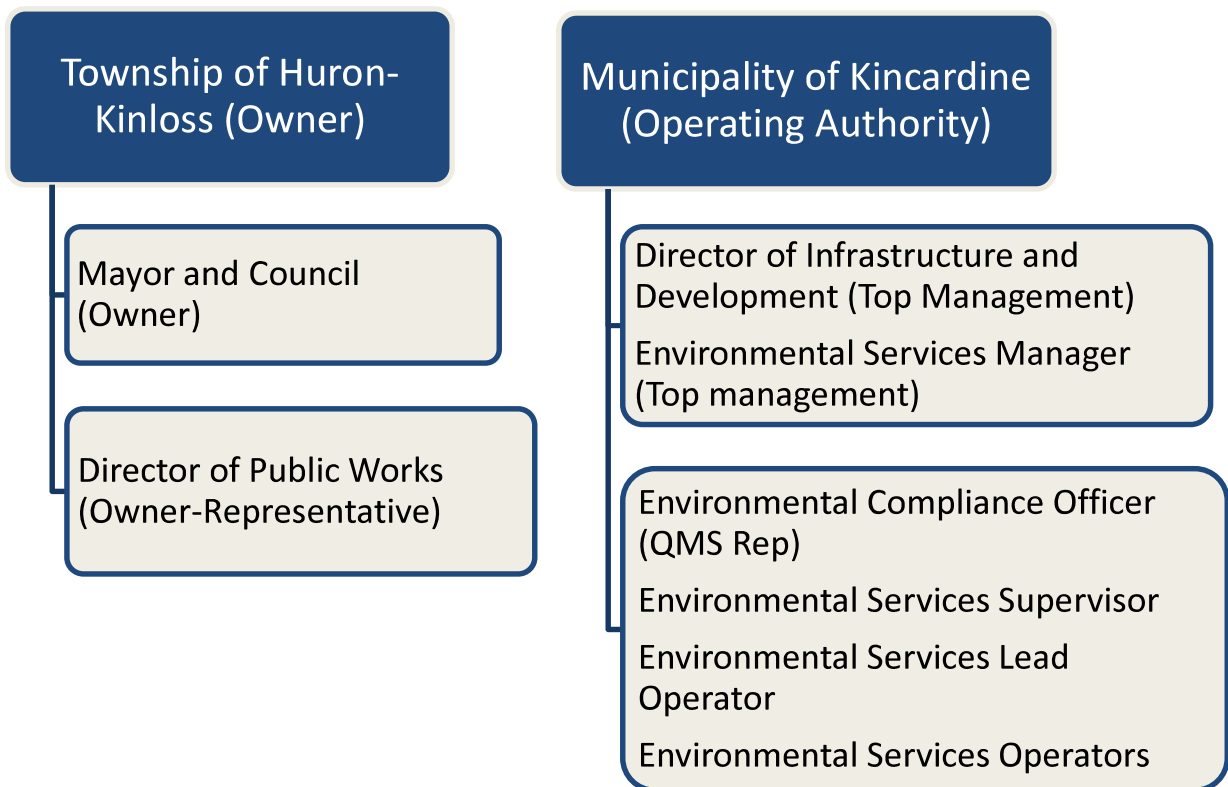 Township of Huron-
Kinloss (Owner)
Mayor and Council
(Owner)
Director of Public Works
(Owner-Representative)
Municipality of Kincardine
(Operating Authority)
Director of Infrastructure and
Development (Top Management)
Environmental Services Manager
(Top management)
Environmental Compliance Officer
(QMS Rep)
Environmental Services Supervisor
Environmental Services Lead
Operator
Environmental Services Operators